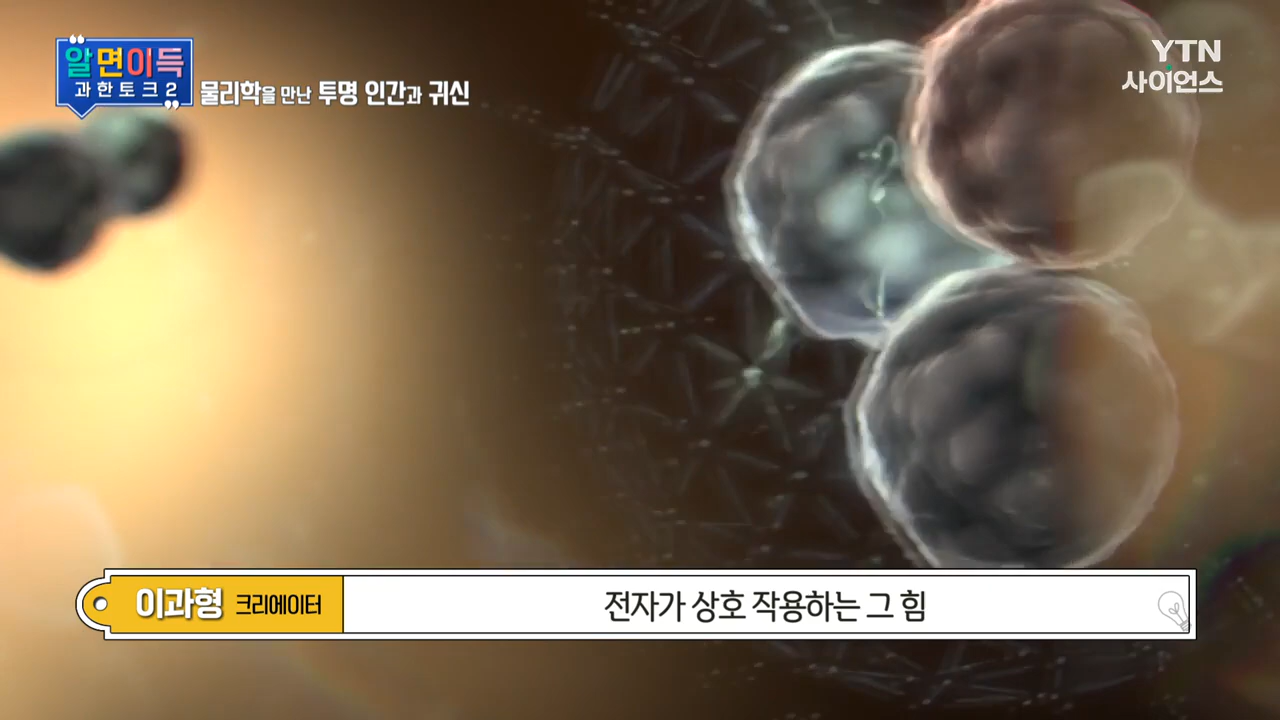 알면이득
과한토크2
물리학을 만난 투명 인간과 귀신
YTN
사이언스
이과형 크리에이터
전자가 상호 작용하는 그 힘